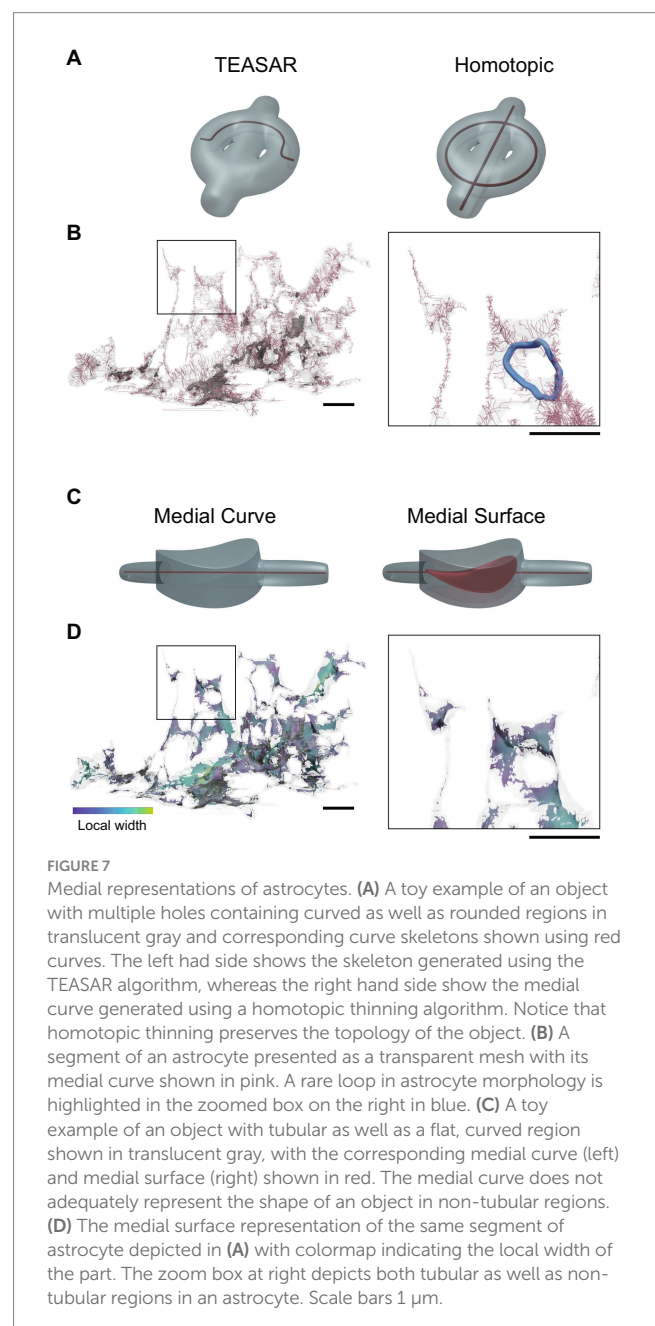 A
TEASAR
Homotopic
B
C
Medial Curve
Medial Surface
D
Local width
FIGURE 7
Medial representations of astrocytes. (A) A toy example of an object
with multiple holes containing curved as well as rounded regions in
translucent gray and corresponding curve skeletons shown using red
curves. The left had side shows the skeleton generated using the
TEASAR algorithm, whereas the right hand side show the medial
curve generated using a homotopic thinning algorithm. Notice that
homotopic thinning preserves the topology of the object. (B) A
segment of an astrocyte presented as a transparent mesh with its
medial curve shown in pink. A rare loop in astrocyte morphology is
highlighted in the zoomed box on the right in blue. (C) A toy
example of an object with tubular as well as a flat, curved region
shown in translucent gray, with the corresponding medial curve (left)
and medial surface (right) shown in red. The medial curve does not
adequately represent the shape of an object in non-tubular regions.
(D) The medial surface representation of the same segment of
astrocyte depicted in (A) with colormap indicating the local width of
the part. The zoom box at right depicts both tubular as well as non-
tubular regions in an astrocyte. Scale bars 1 μm.